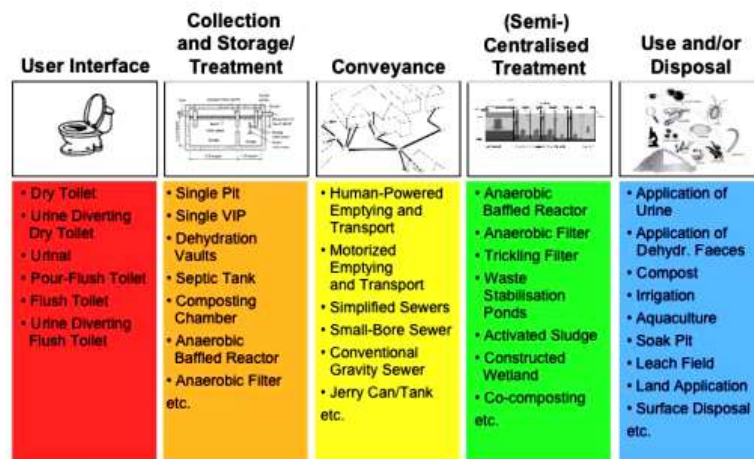 User Interface
Collection
and Storage/
Treatment
Conveyance
(Semi-)
Centralised
Treatment
Use and/or
Disposal
• Dry Toilet
• Urine Diverting
Dry Toilet
• Urinal
• Pour-Flush Toilet
• Flush Toilet
• Urine Diverting
Flush Toilet
• Single Pit
• Single VIP
• Dehydration
Vaults
• Septic Tank
• Composting
Chamber
• Anaerobic
Baffled Reactor
• Anaerobic Filter
etc.
• Human-Powered
Emptying and
Transport
• Motorized
Emptying
and Transport
• Simplified Sewers
• Small-Bore Sewer
• Conventional
Gravity Sewer
• Jerry Can/Tank
etc.
• Anaerobic
Baffled Reactor
• Anaerobic Filter
• Trickling Filter
• Waste
Stabilisation
Ponds
• Activated Sludge
• Constructed
Wetland
• Co-composting
etc.
• Application of
Urine
• Application of
Dehydr. Faeces
• Compost
• Irrigation
• Aquaculture
• Soak Pit
• Leach Field
• Land Application
• Surface Disposal
etc.